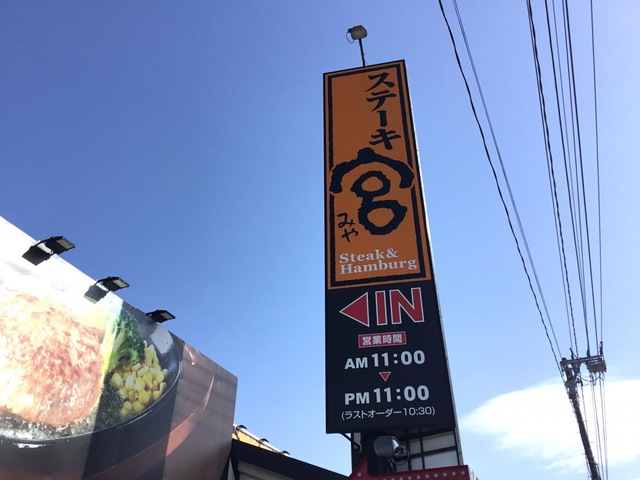 ステーキ
宮
みや
Steak&
Hamburg
◀IN
営業時間
AM 11:00
▼
PM 11:00
(ラストオーダー10:30)